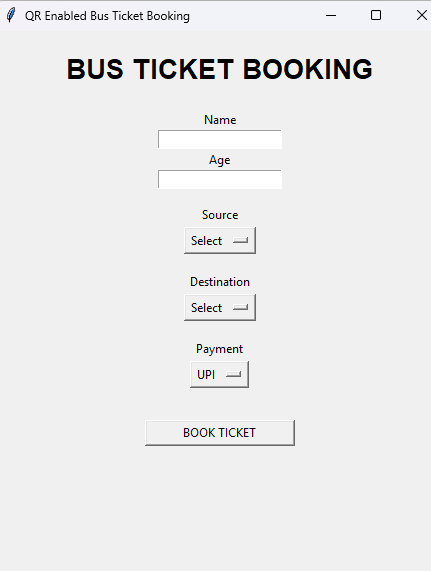 QR Enabled Bus Ticket Booking
BUS TICKET BOOKING
Name
Age
Source
Select
Destination
Select
Payment
UPI
BOOK TICKET